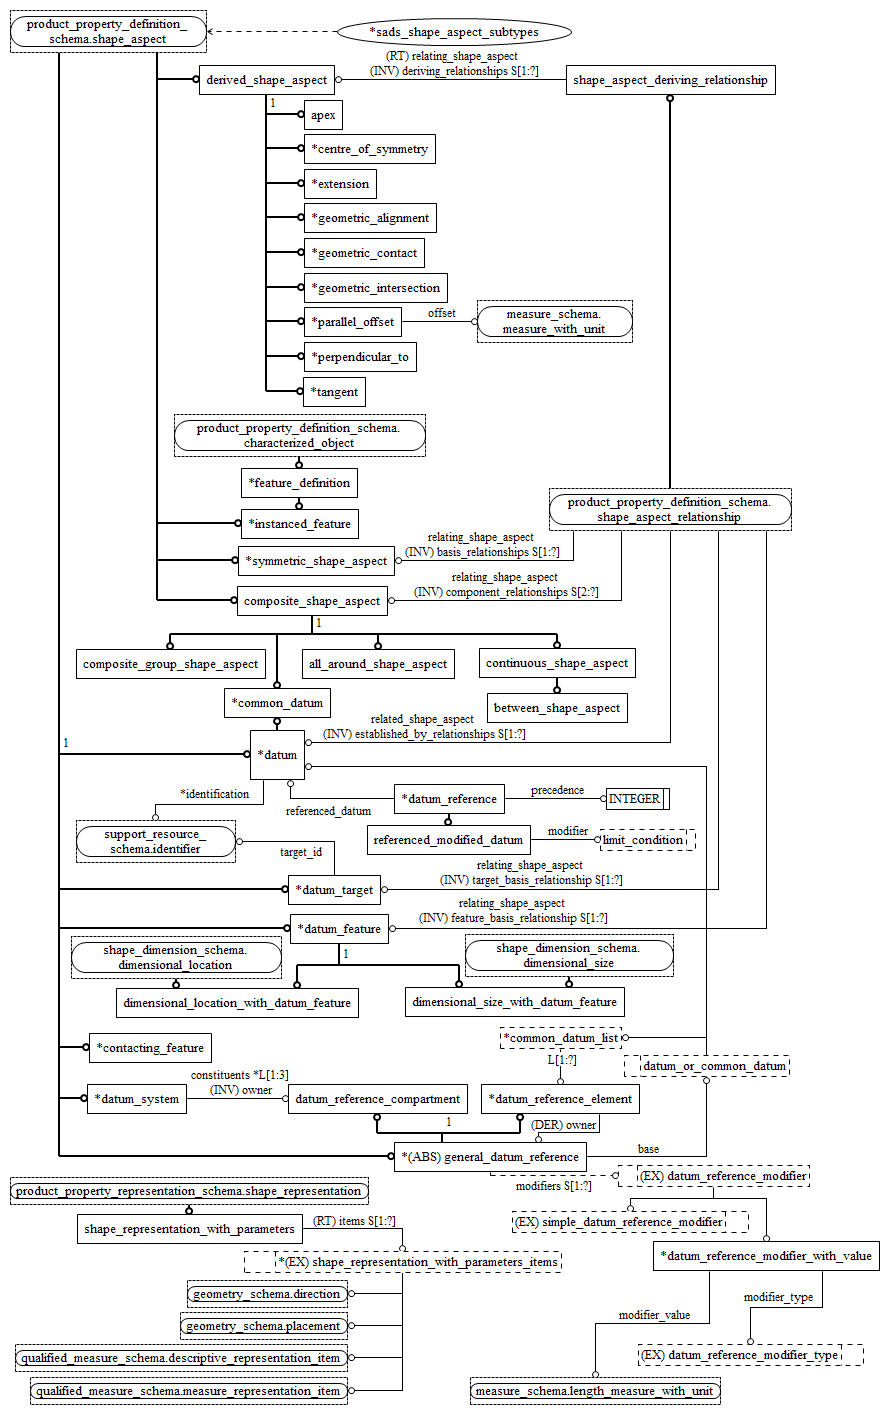 product_property_definition_
schema.shape_aspect
*sads_shape_aspect_subtypes
(RT) relating_shape_aspect
(INV) deriving_relationships S[1:?]
derived_shape_aspect
shape_aspect_deriving_relationship
1
apex
*centre_of_symmetry
*extension
*geometric_alignment
*geometric_contact
*geometric_intersection
*parallel_offset
offset
measure_schema.
measure_with_unit
*perpendicular_to
*tangent
product_property_definition_schema.
characterized_object
*feature_definition
product_property_definition_schema.
shape_aspect_relationship
*instanced_feature
relating_shape_aspect
(INV) basis_relationships S[1:?]
*symmetric_shape_aspect
relating_shape_aspect
(INV) component_relationships S[2:?]
composite_shape_aspect
1
composite_group_shape_aspect
all_around_shape_aspect
continuous_shape_aspect
*common_datum
between_shape_aspect
related_shape_aspect
(INV) established_by_relationships S[1:?]
1
*datum
*identification
referenced_datum
*datum_reference
precedence
INTEGER
support_resource_
schema.identifier
referenced_modified_datum
modifier
limit_condition
target_id
relating_shape_aspect
(INV) target_basis_relationship S[1:?]
*datum_target
relating_shape_aspect
(INV) feature_basis_relationship S[1:?]
*datum_feature
shape_dimension_schema.
dimensional_location
1
shape_dimension_schema.
dimensional_size
dimensional_location_with_datum_feature
dimensional_size_with_datum_feature
*contacting_feature
*common_datum_list
L[1:?]
datum_or_common_datum
constituents *L[1:3]
(INV) owner
*datum_system
datum_reference_compartment
*datum_reference_element
1
(DER) owner
*(ABS) general_datum_reference
base
modifiers S[1:?]
(EX) datum_reference_modifier
product_property_representation_schema.shape_representation
shape_representation_with_parameters
(RT) items S[1:?]
(EX) simple_datum_reference_modifier
*(EX) shape_representation_with_parameters_items
*datum_reference_modifier_with_value
geometry_schema.direction
modifier_type
modifier_value
geometry_schema.placement
(EX) datum_reference_modifier_type
qualified_measure_schema.descriptive_representation_item
qualified_measure_schema.measure_representation_item
measure_schema.length_measure_with_unit